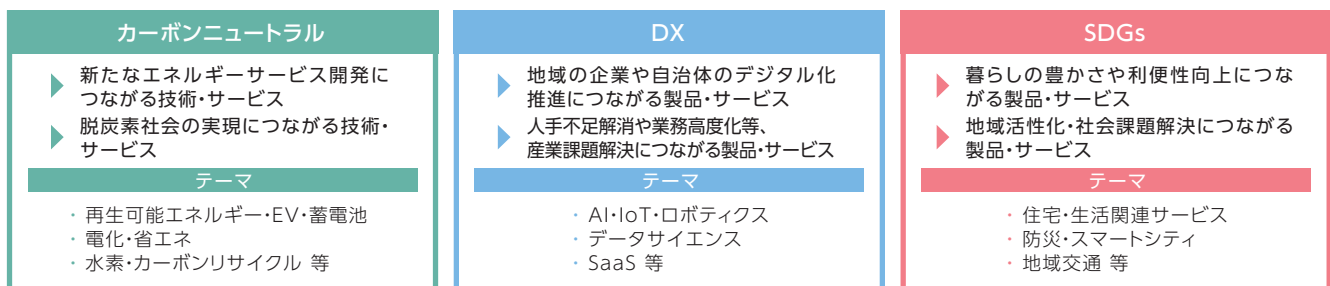 カーボンニュートラル
新たなエネルギーサービス開発に
つながる技術・サービス
脱炭素社会の実現につながる技術・
サービス
テーマ
・再生可能エネルギー・EV・蓄電池
・電化・省エネ
・水素・カーボンリサイクル 等
DX
地域の企業や自治体のデジタル化
推進につながる製品・サービス
人手不足解消や業務高度化等、
産業課題解決につながる製品・サービス
テーマ
・AI・IoT・ロボティクス
・データサイエンス
・SaaS 等
SDGs
暮らしの豊かさや利便性向上につな
がる製品・サービス
地域活性化・社会課題解決につながる
製品・サービス
テーマ
・住宅・生活関連サービス
・防災・スマートシティ
・地域交通 等